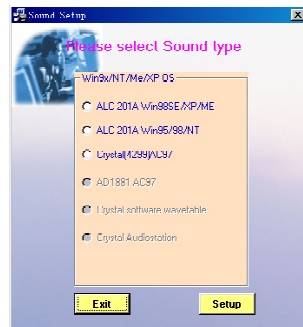 Sound Setup
Please select Sound type
Win9x/NT/Me/XP OS
ALC 201A Win98SE/XP/ME
ALC 201A Win95/98/NT
Crystal(4299)AC97
AD1881 AC97
Crystal software wavetable
Crystal Audiostation
Exit
Setup